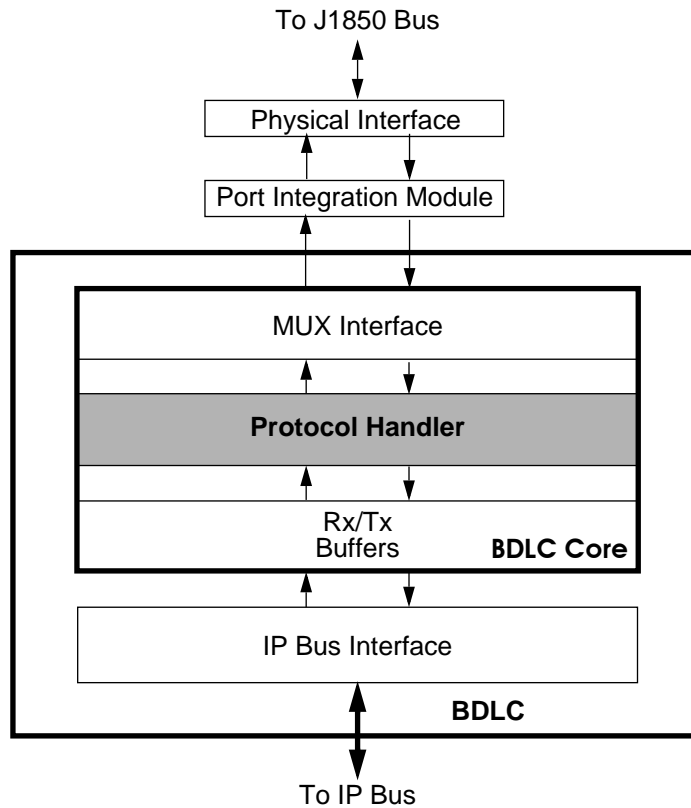 To J1850 Bus
Physical Interface
Port Integration Module
MUX Interface
Protocol Handler
Rx/Tx
Buffers
BDLC Core
IP Bus Interface
BDLC
To IP Bus